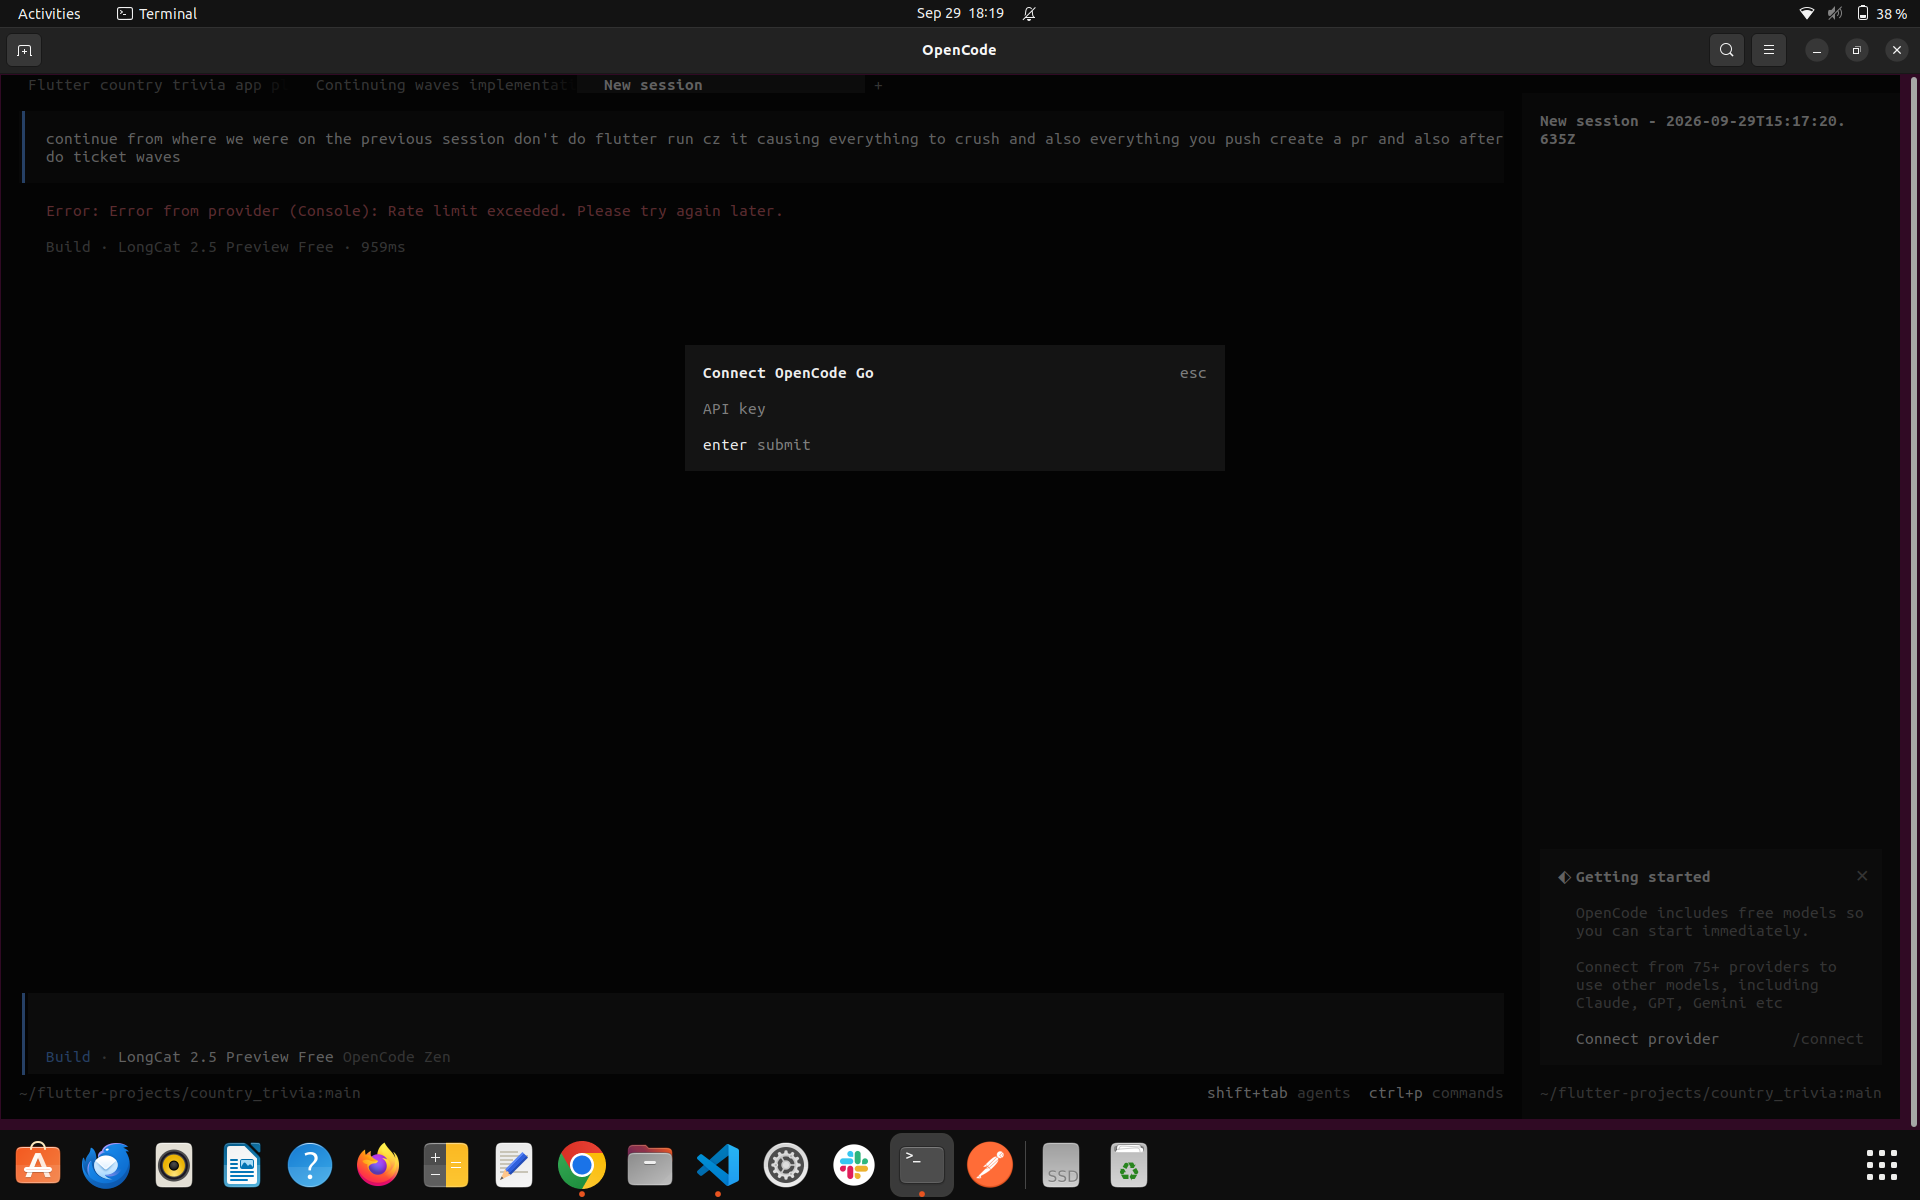 Activities
Terminal
Sep 29 18:19
38 %
OpenCode
Flutter country trivia app p
Continuing waves implementat
New session
+
continue from where we were on the previous session don't do flutter run cz it causing everything to crush and also everything you push create a pr and also after
do ticket waves
Error: Error from provider (Console): Rate limit exceeded. Please try again later.
Build · LongCat 2.5 Preview Free · 959ms
New session - 2026-09-29T15:17:20.
635Z
Connect OpenCode Go
esc
API key
enter submit
Getting started
OpenCode includes free models so
you can start immediately.
Connect from 75+ providers to
use other models, including
Claude, GPT, Gemini etc
Connect provider
/connect
Build · LongCat 2.5 Preview Free OpenCode Zen
~/flutter-projects/country_trivia:main
shift+tab agents ctrl+p commands
~/flutter-projects/country_trivia:main
SSD